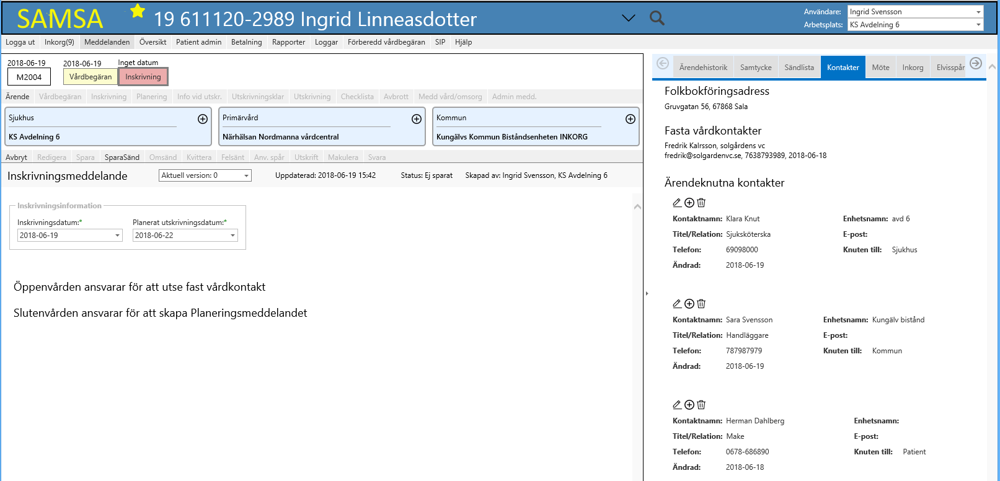 SAMSA
19 611120-2989 Ingrid Linneasdotter
Användare: Ingrid Svensson
Arbetsplats: KS Avdelning 6
Logga ut Inkorg(9) Meddelanden Översikt Patient admin Betalning Rapporter Loggar Förberedd vårdbegäran SIP Hjälp
2018-06-19 2018-06-19 Inget datum
M2004 Vårdbegäran Inskrivning
Ärende Vårdbegäran Inskrivning Planering Info vid utskr. Utskrivningsklar Utskrivning Checklista Avbrott Medd vård/omsorg Admin medd.
Sjukhus
KS Avdelning 6
Primärvård
Närhälsan Nordmanna vårdcentral
Kommun
Kungälvs Kommun Biståndsenheten INKORG
Avbryt Redigera Spara SparaSänd Omsänd Kvittera Felsänt Anv. spår Utskrift Makulera Svara
Inskrivningsmeddelande Aktuell version: 0 Uppdaterad: 2018-06-19 15:42 Status: Ej sparat Skapad av: Ingrid Svensson, KS Avdelning 6
Inskrivningsinformation
Inskrivningsdatum:* Planerat utskrivningsdatum:*
2018-06-19 2018-06-22
Öppenvården ansvarar för att utse fast vårdkontakt
Slutenvården ansvarar för att skapa Planeringsmeddelandet
Ärendehistorik Samtycke Sändlista Kontakter Möte Inkorg Elvisspår
Folkbokföringsadress
Gruvgatan 56, 67868 Sala
Fasta vårdkontakter
Fredrik Kalrsson, solgårdens vc
fredrik@solgardenvc.se, 7638793989, 2018-06-18
Ärendeknutna kontakter
Kontaktnamn: Klara Knut Enhetsnamn: avd 6
Titel/Relation: Sjuksköterska E-post:
Telefon: 69098000 Knuten till: Sjukhus
Ändrad: 2018-06-19
Kontaktnamn: Sara Svensson Enhetsnamn: Kungälv bistånd
Titel/Relation: Handläggare E-post:
Telefon: 787987979 Knuten till: Kommun
Ändrad: 2018-06-19
Kontaktnamn: Herman Dahlberg Enhetsnamn:
Titel/Relation: Make E-post:
Telefon: 0678-686890 Knuten till: Patient
Ändrad: 2018-06-18